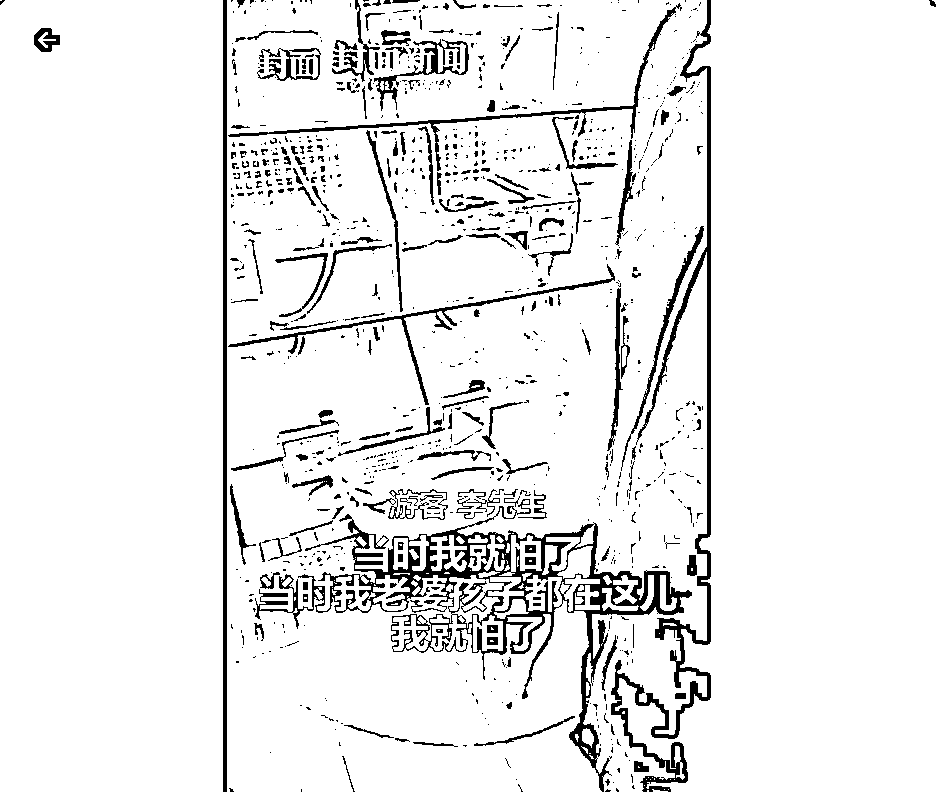 封面 封面新闻
游客 李先生
当时我就怕了
当时我老婆孩子都在这儿
我就怕了